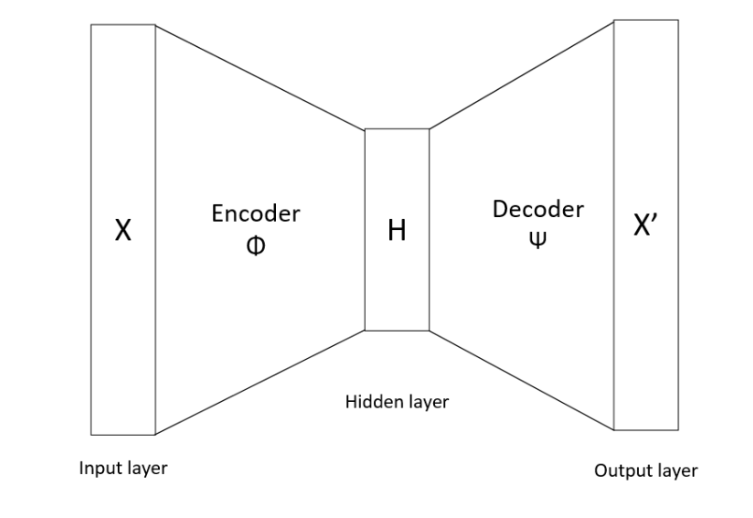 X
Encoder
Φ
H
Decoder
Ψ
X’
Hidden layer
Input layer
Output layer